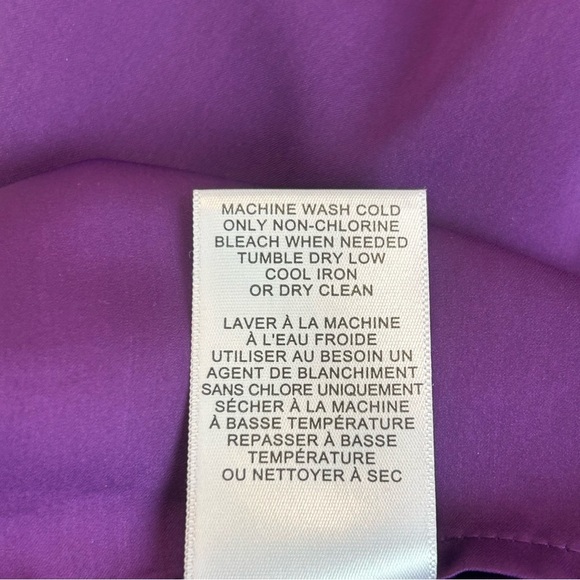 MACHINE WASH COLD
ONLY NON-CHLORINE
BLEACH WHEN NEEDED
TUMBLE DRY LOW
COOL IRON
OR DRY CLEAN
LAVER À LA MACHINE
À L'EAU FROIDE
UTILISER AU BESOIN UN
AGENT DE BLANCHIMENT
SANS CHLORE UNIQUEMENT
SÉCHER À LA MACHINE
À BASSE TEMPÉRATURE
REPASSER À BASSE
TEMPÉRATURE
OU NETTOYER À SEC